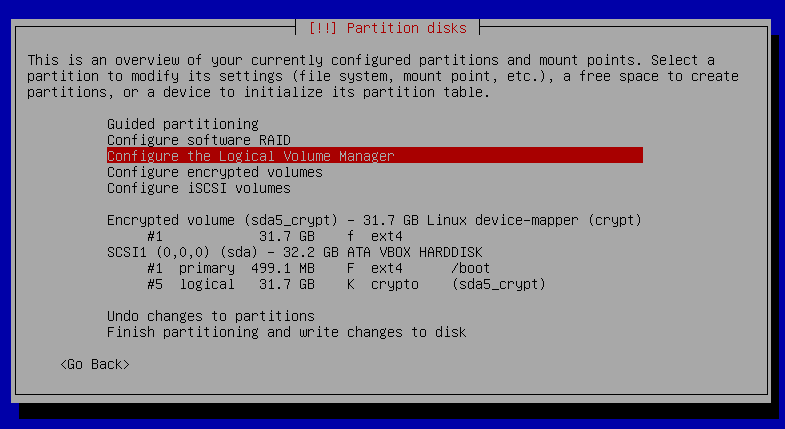 [!!] Partition disks
This is an overview of your currently configured partitions and mount points. Select a
partition to modify its settings (file system, mount point, etc.), a free space to create
partitions, or a device to initialize its partition table.
Guided partitioning
Configure software RAID
Configure the Logical Volume Manager
Configure encrypted volumes
Configure iSCSI volumes
Encrypted volume (sda5_crypt) - 31.7 GB Linux device-mapper (crypt)
#1 31.7 GB f ext4
SCSI1 (0,0,0) (sda) - 32.2 GB ATA VBOX HARDDISK
#1 primary 499.1 MB F ext4 /boot
#5 logical 31.7 GB K crypto (sda5_crypt)
Undo changes to partitions
Finish partitioning and write changes to disk
<Go Back>